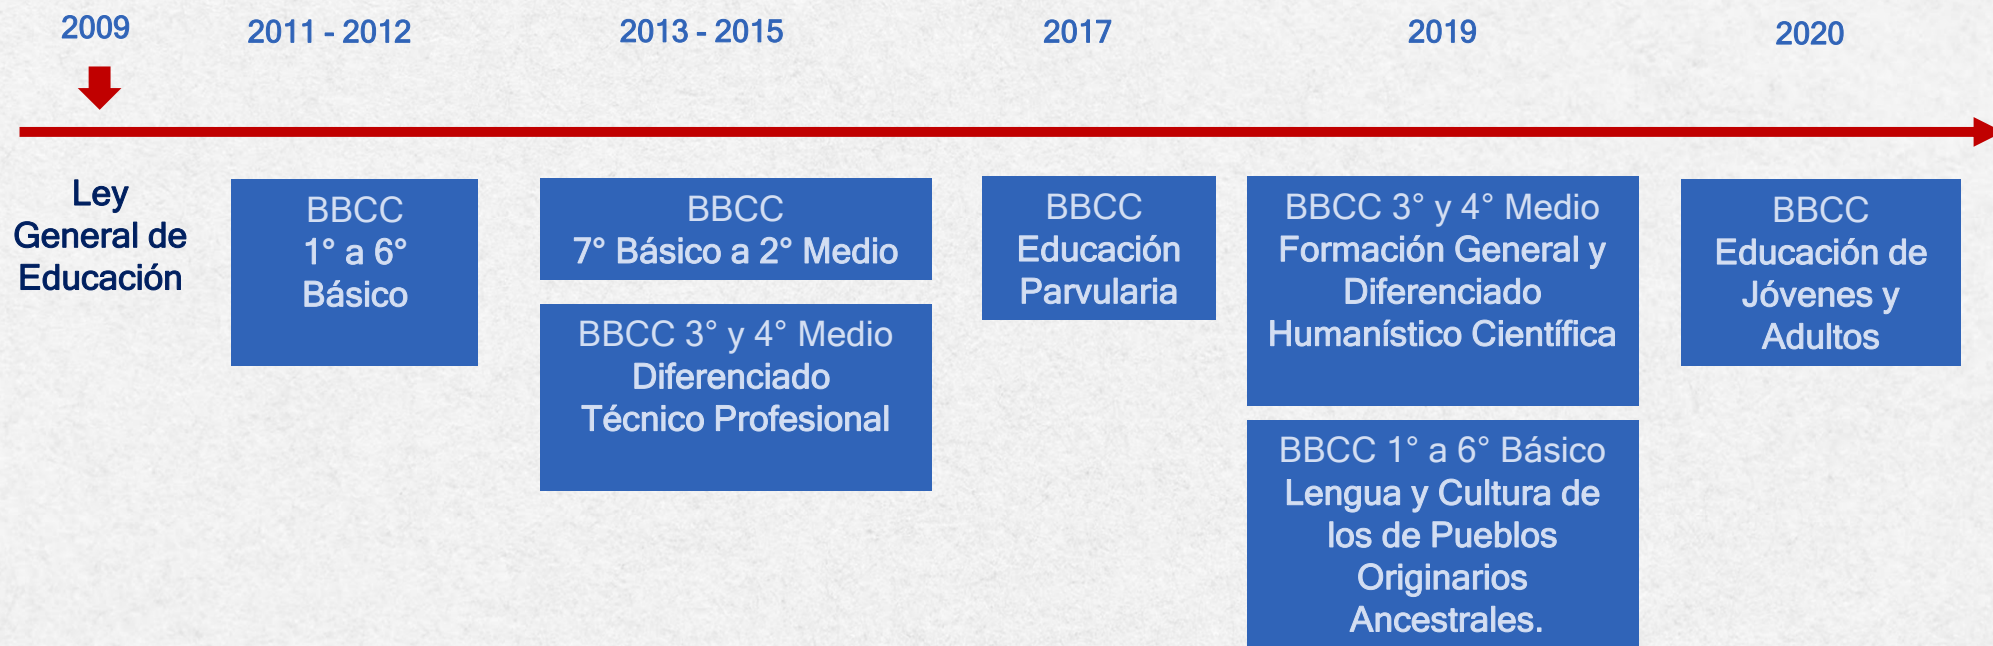 2009
2011 - 2012
2013 - 2015
2017
2019
2020
Ley
General de
Educación
BBCC
1° a 6°
Básico
BBCC
7° Básico a 2° Medio
BBCC 3° y 4° Medio
Diferenciado
Técnico Profesional
BBCC
Educación
Parvularia
BBCC 3° y 4° Medio
Formación General y
Diferenciado
Humanístico Científica
BBCC 1° a 6° Básico
Lengua y Cultura de
los de Pueblos
Originarios
Ancestrales.
BBCC
Educación de
Jóvenes y
Adultos